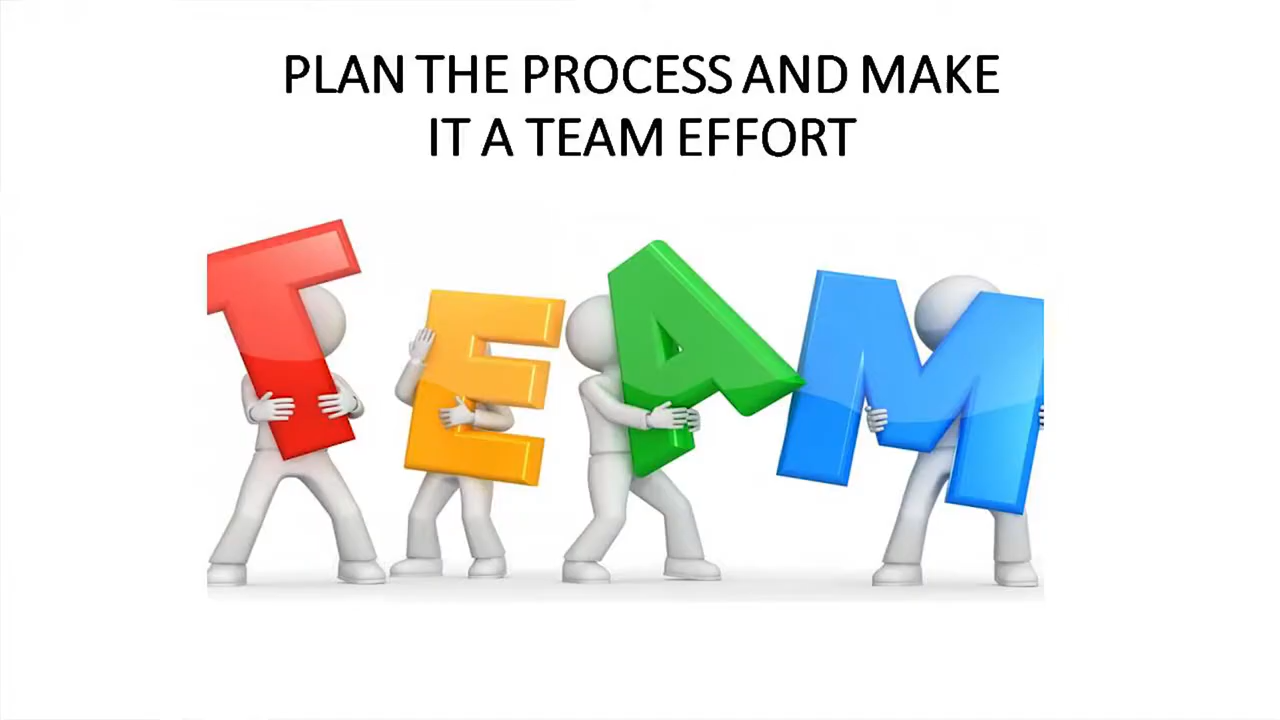 PLAN THE PROCESS AND MAKE
IT A TEAM EFFORT
TEAM